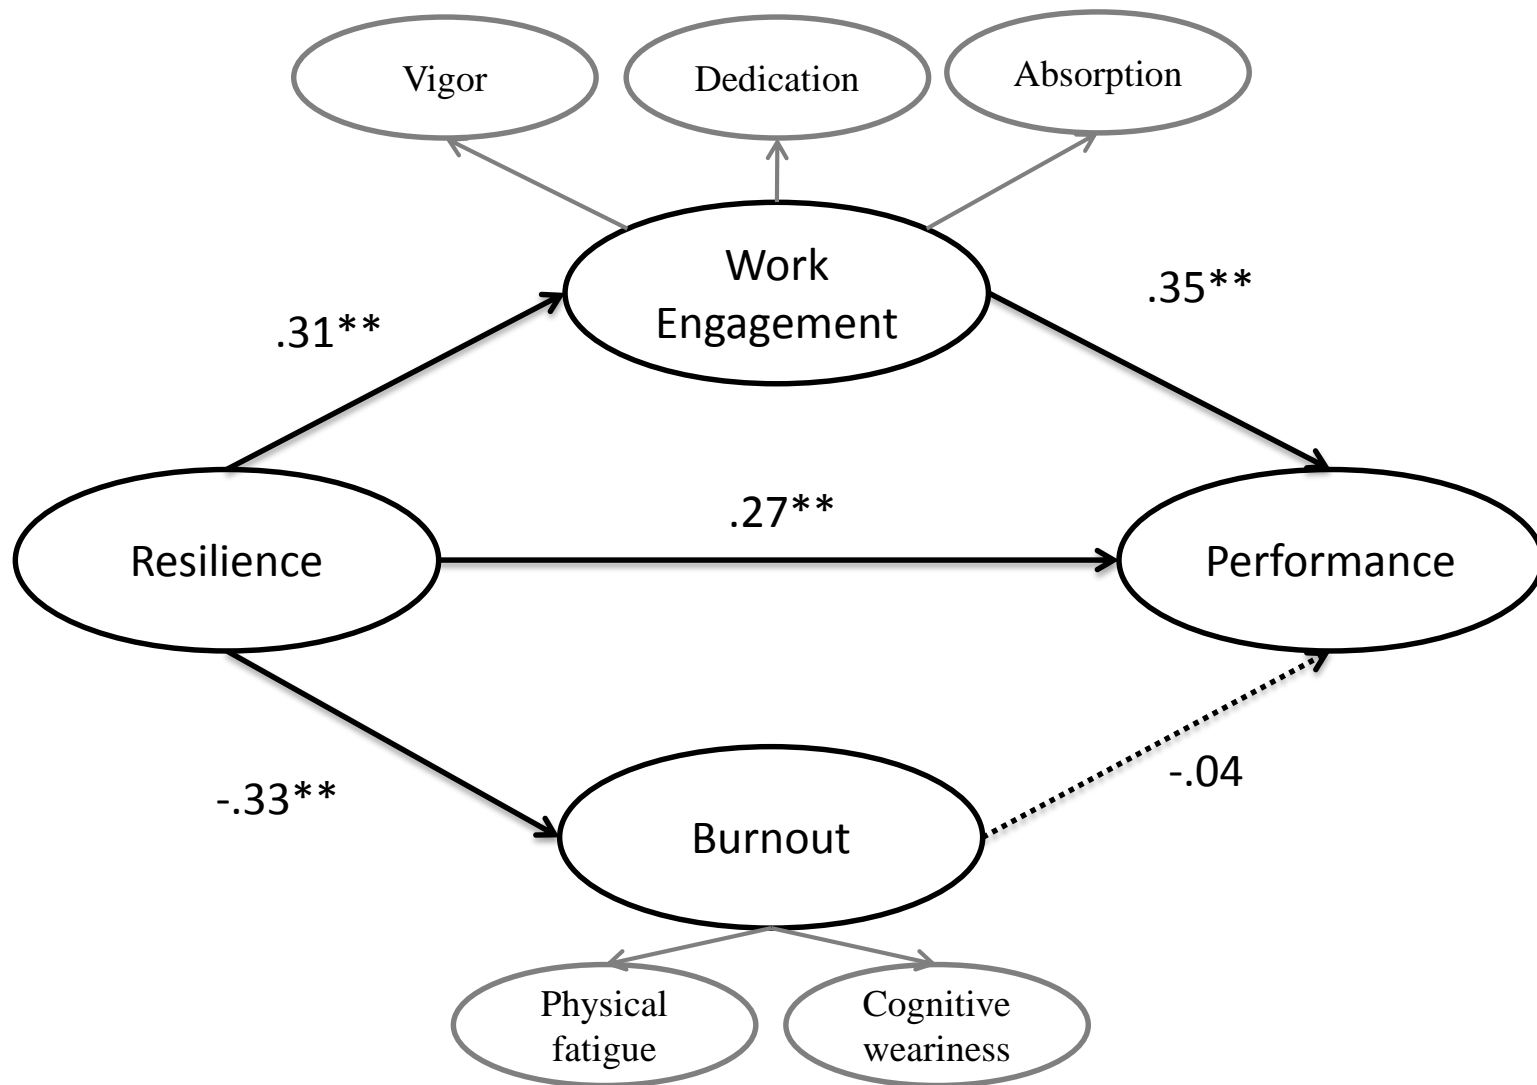 Vigor
Dedication
Absorption
Work
Engagement
.31**
.35**
.27**
Resilience
Performance
-.33**
-.04
Burnout
Physical
fatigue
Cognitive
weariness